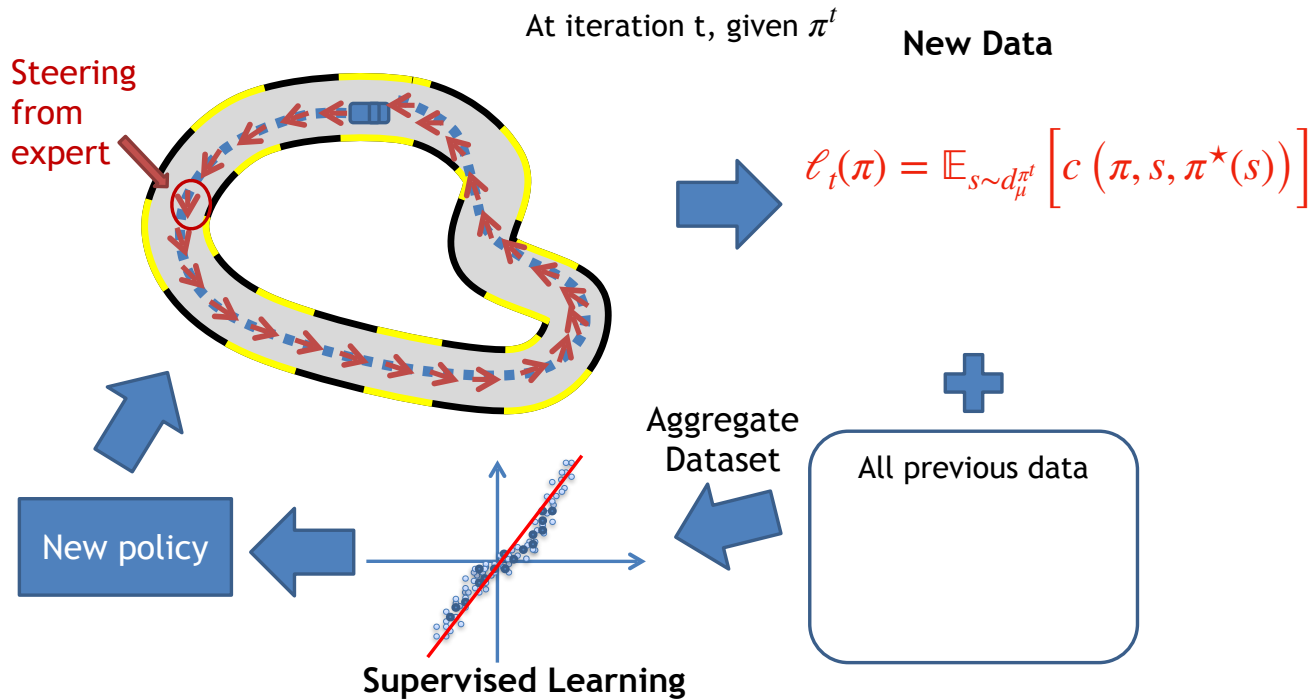 At iteration t, given π^t
New Data
Steering
from
expert
ℓ_t(π) = 𝔼_{s∼d_μ^{π^t}} [c (π, s, π^⋆(s))]
Aggregate
Dataset
All previous data
New policy
Supervised Learning